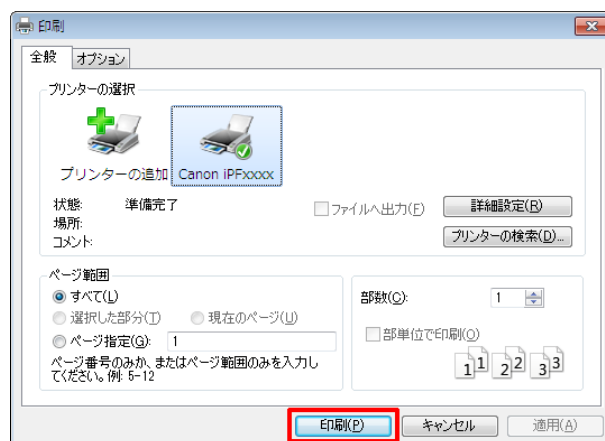 印刷
全般 オプション
プリンターの選択
プリンターの追加 Canon iPFxxxx
状態: 準備完了
場所:
コメント:
ファイルへ出力(F) 詳細設定(R)
プリンターの検索(D)...
ページ範囲
すべて(L)
選択した部分(T) 現在のページ(U)
ページ指定(G): 1
ページ番号のみか、またはページ範囲のみを入力し
てください。例: 5-12
部数(C): 1
部単位で印刷(O)
1 1 2 2 3 3
印刷(P) キャンセル 適用(A)